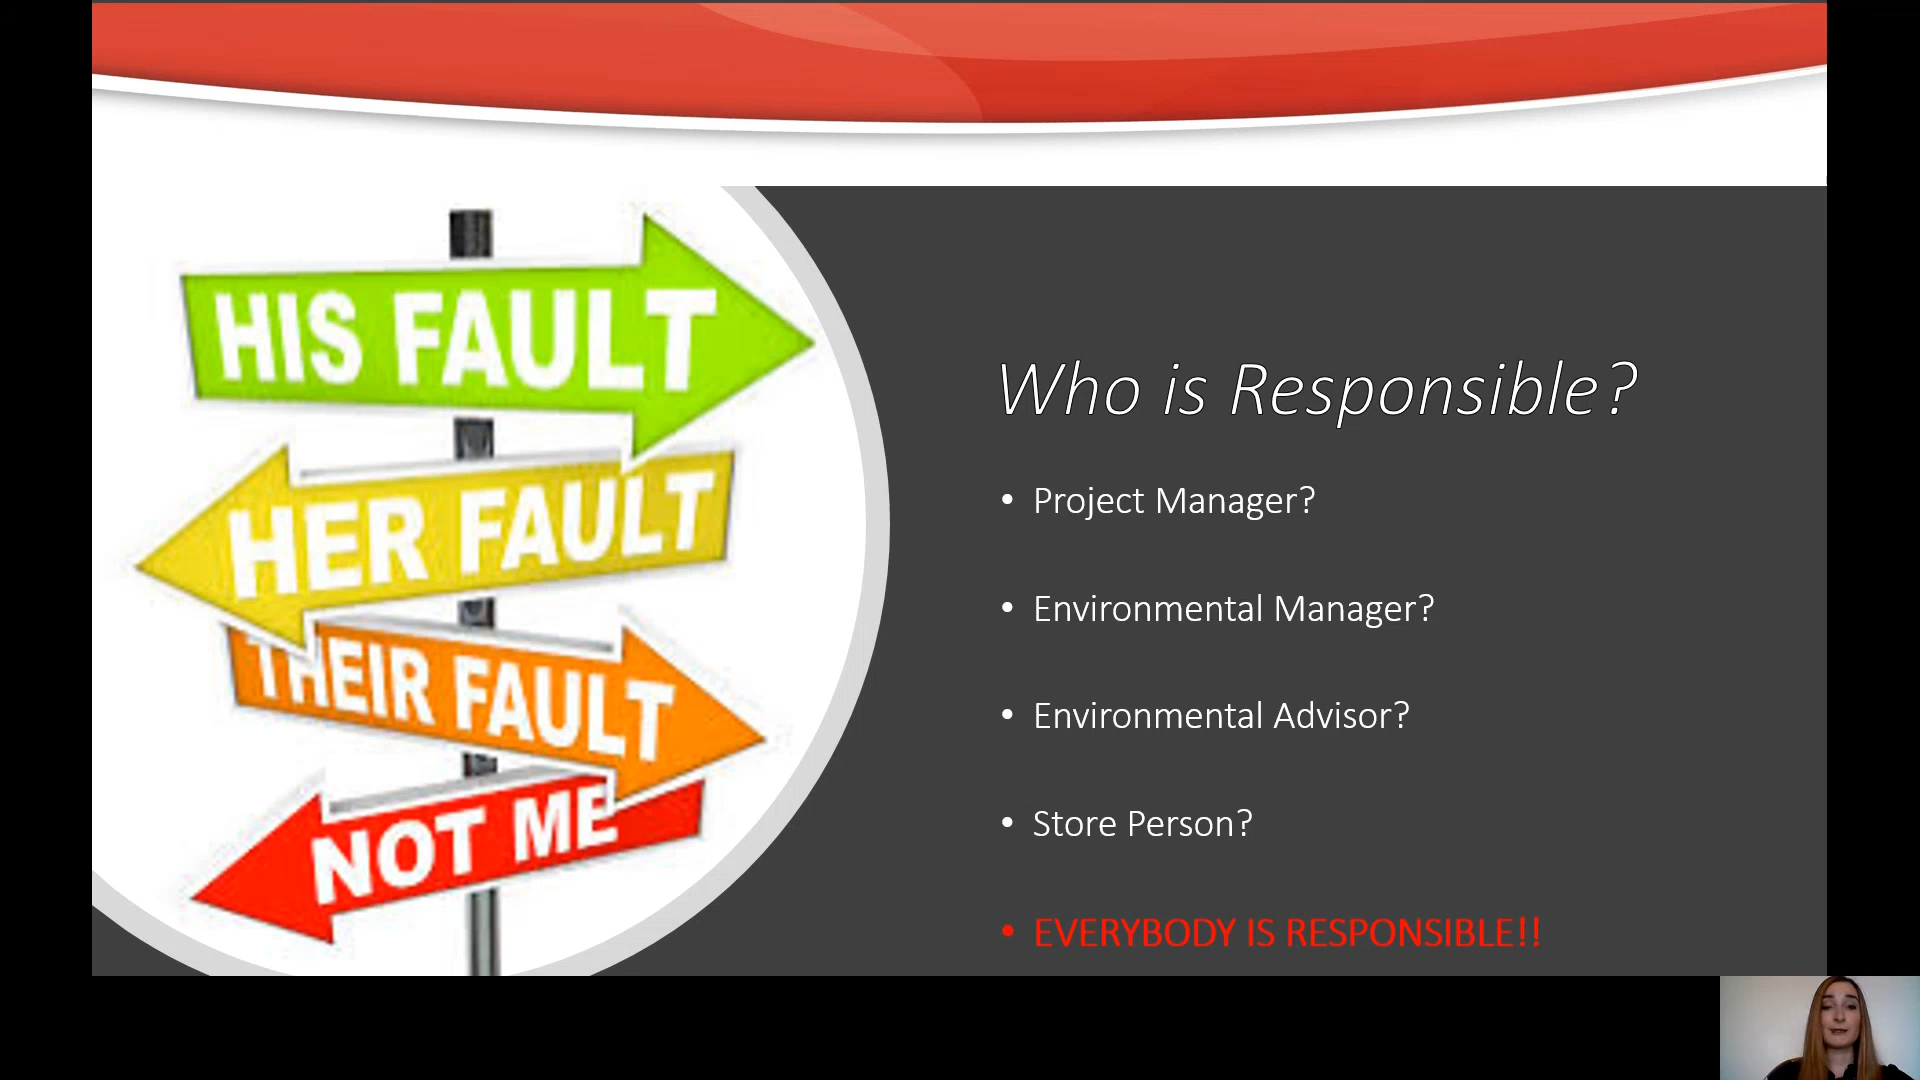 HIS FAULT
HER FAULT
THEIR FAULT
NOT ME
Who is Responsible?
• Project Manager?
• Environmental Manager?
• Environmental Advisor?
• Store Person?
• EVERYBODY IS RESPONSIBLE!!